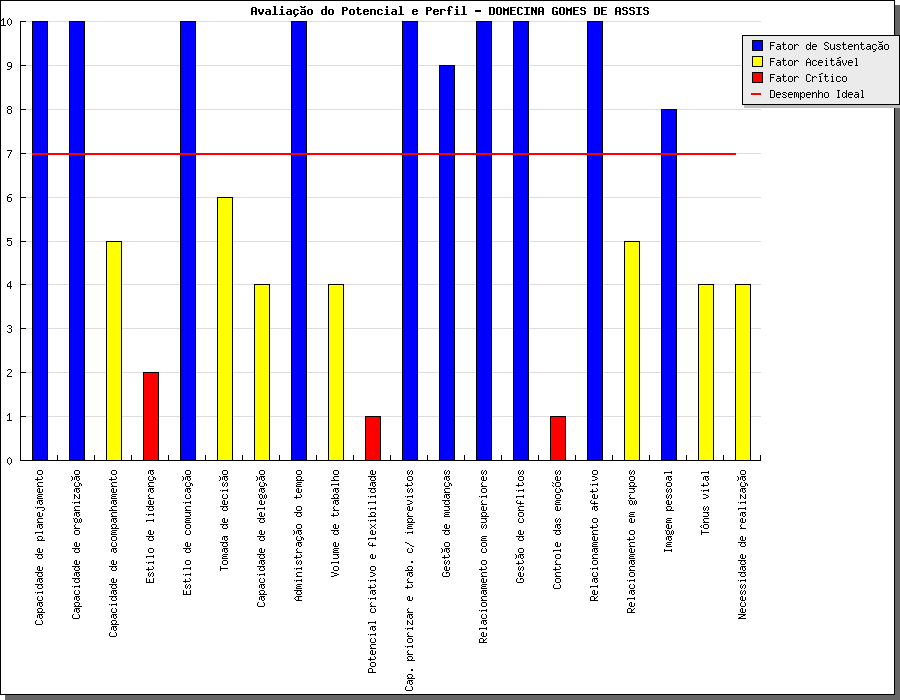 Avaliação do Potencial e Perfil - DOMECINA GOMES DE ASSIS
Fator de Sustentação
Fator Aceitável
Fator Crítico
Desempenho Ideal
10
9
8
7
6
5
4
3
2
1
0
Capacidade de planejamento
Capacidade de organização
Capacidade de acompanhamento
Estilo de liderança
Estilo de comunicação
Tomada de decisão
Capacidade de delegação
Administração do tempo
Volume de trabalho
Potencial criativo e flexibilidade
Cap. priorizar e trab. c/ imprevistos
Gestão de mudanças
Relacionamento com superiores
Gestão de conflitos
Controle das emoções
Relacionamento afetivo
Relacionamento em grupos
Imagem pessoal
Tônus vital
Necessidade de realização